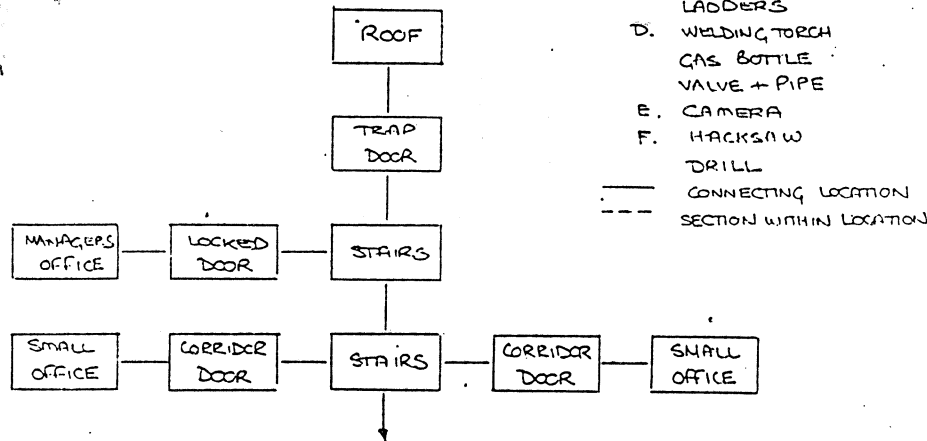 ROOF
TRAP
DOOR
MANAGERS
OFFICE
LOCKED
DOOR
STAIRS
SMALL
OFFICE
CORRIDOR
DOOR
STAIRS
CORRIDOR
DOOR
SMALL
OFFICE
LADDERS
D. WELDING TORCH
GAS BOTTLE
VALVE + PIPE
E. CAMERA
F. HACKSAW
DRILL
CONNECTING LOCATION
SECTION WITHIN LOCATION